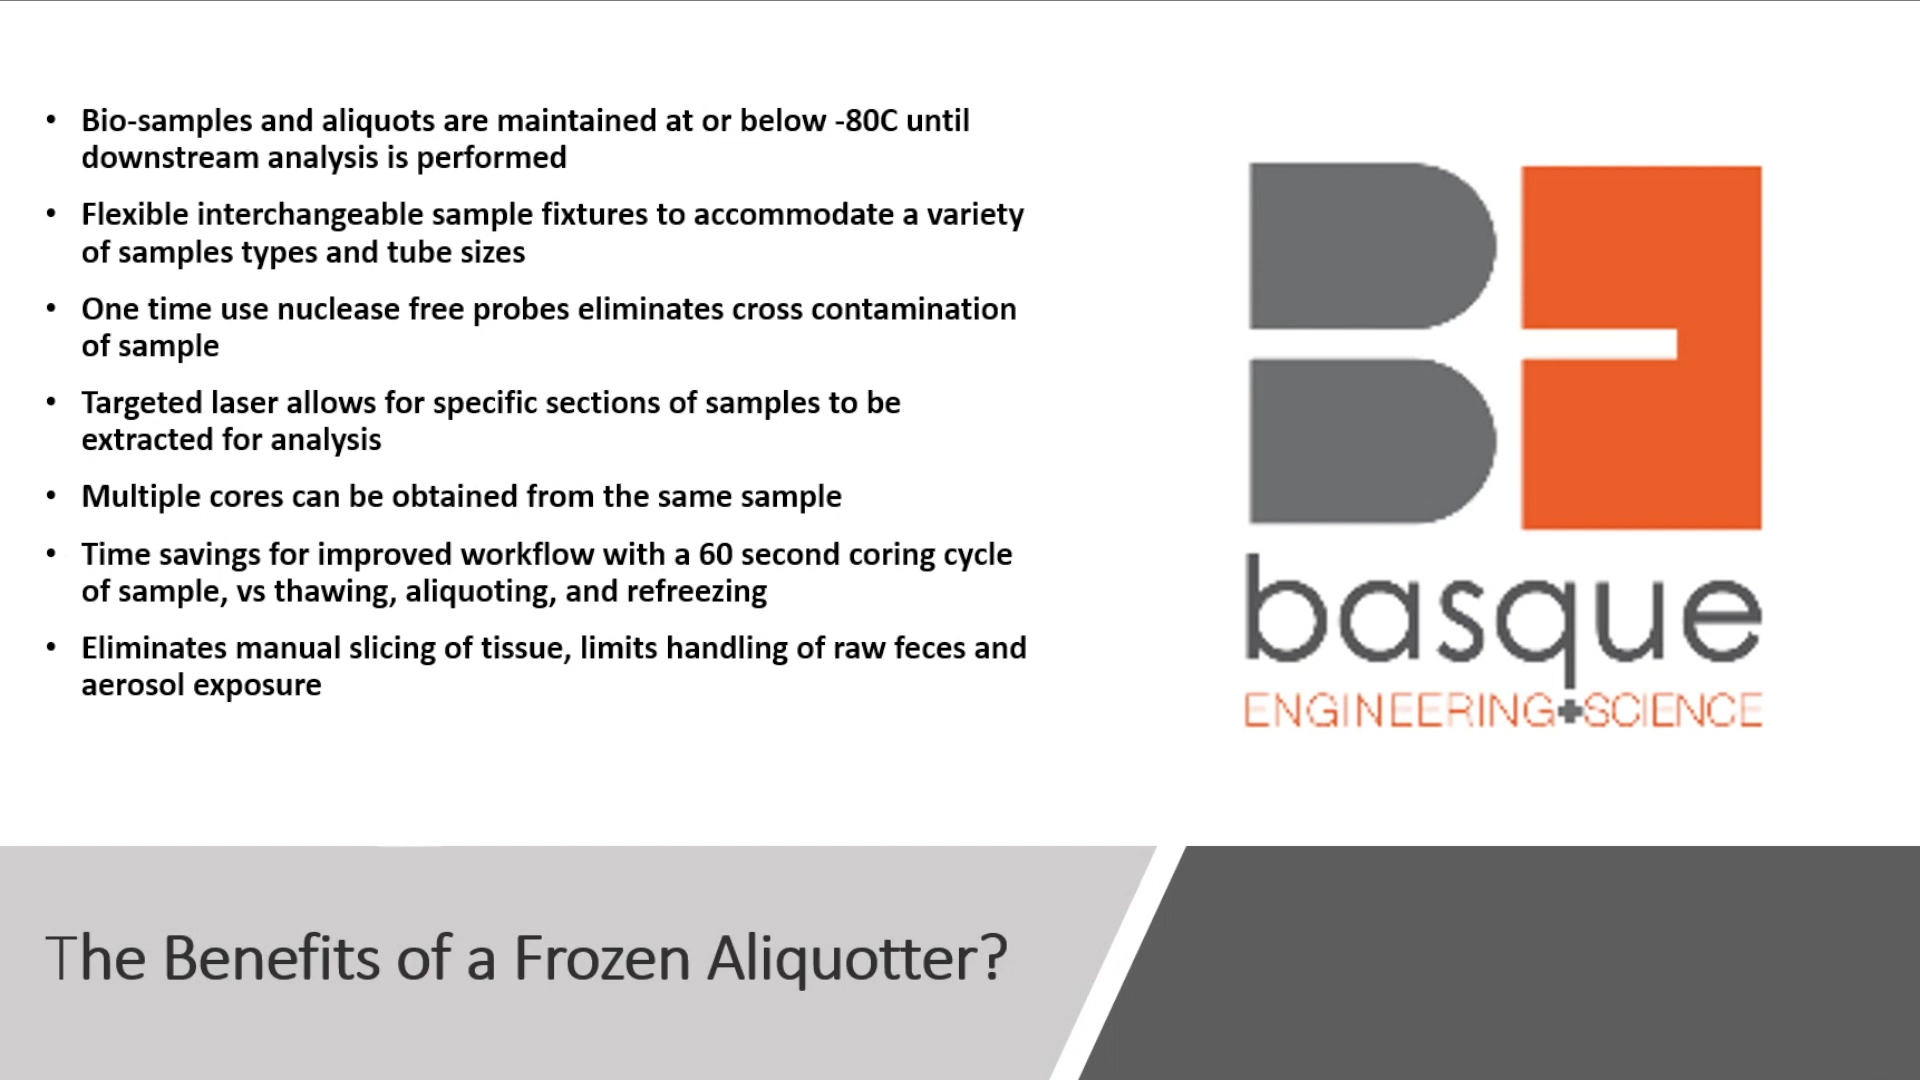 • Bio-samples and aliquots are maintained at or below -80C until
downstream analysis is performed
• Flexible interchangeable sample fixtures to accommodate a variety
of samples types and tube sizes
• One time use nuclease free probes eliminates cross contamination
of sample
• Targeted laser allows for specific sections of samples to be
extracted for analysis
• Multiple cores can be obtained from the same sample
• Time savings for improved workflow with a 60 second coring cycle
of sample, vs thawing, aliquoting, and refreezing
• Eliminates manual slicing of tissue, limits handling of raw feces and
aerosol exposure
basque
ENGINEERING+SCIENCE
The Benefits of a Frozen Aliquotter?